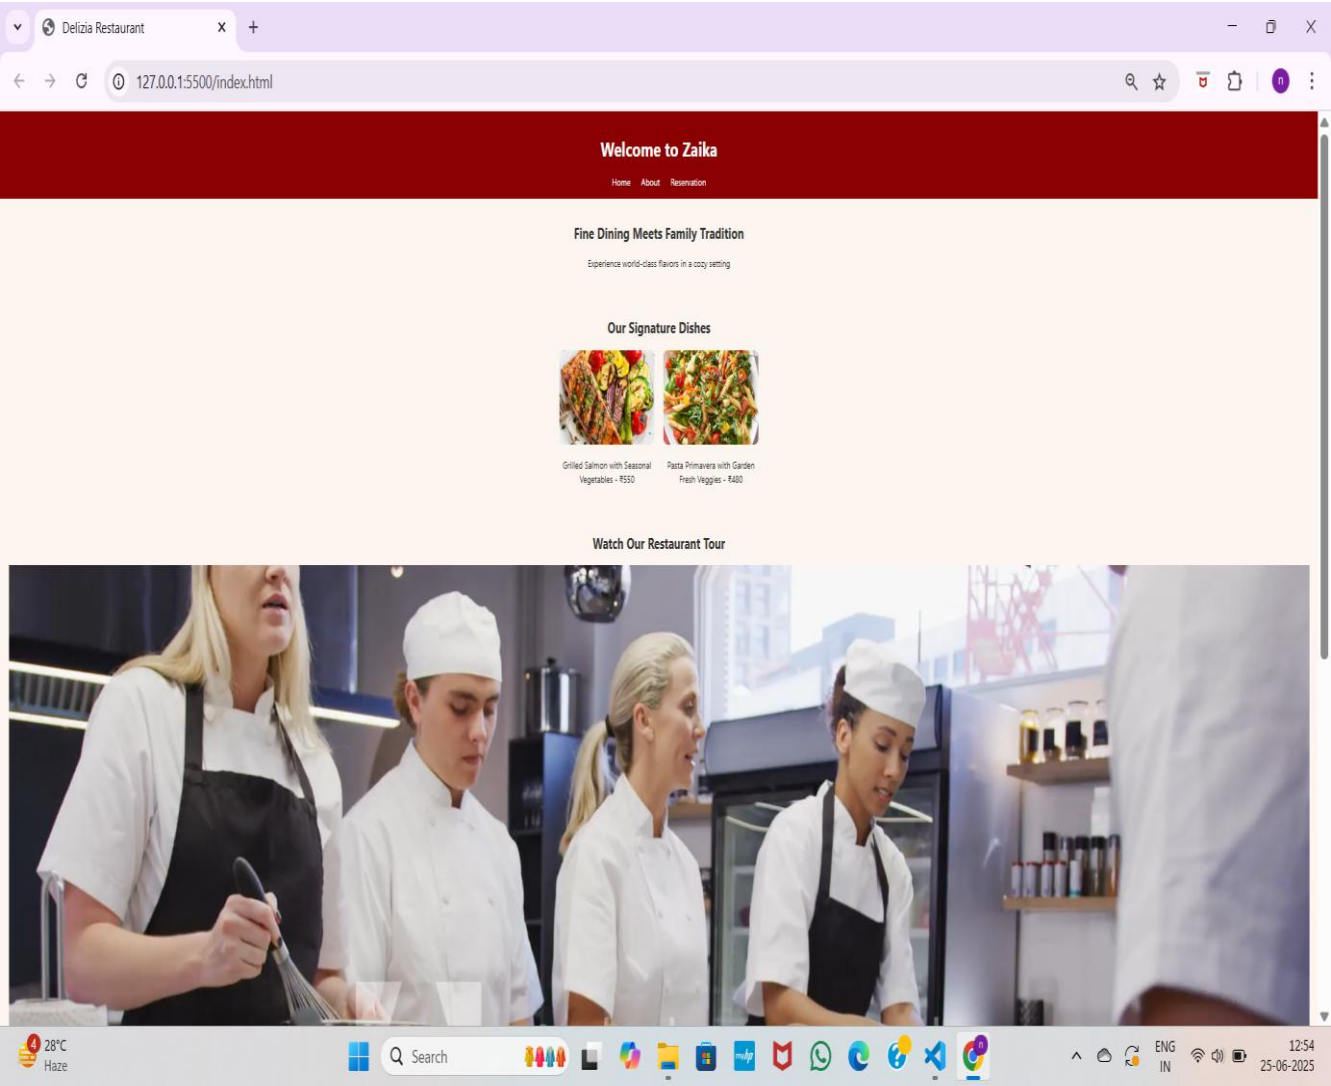 Delizia Restaurant
127.0.0.1:5500/index.html
n
Welcome to Zaika
Home About Reservation
Fine Dining Meets Family Tradition
Experience world-class flavors in a cozy setting
Our Signature Dishes
Grilled Salmon with Seasonal
Vegetables - ₹550
Pasta Primavera with Garden
Fresh Veggies - ₹480
Watch Our Restaurant Tour
4
28°C
Haze
Search
myhp
n
ENG
IN
12:54
25-06-2025